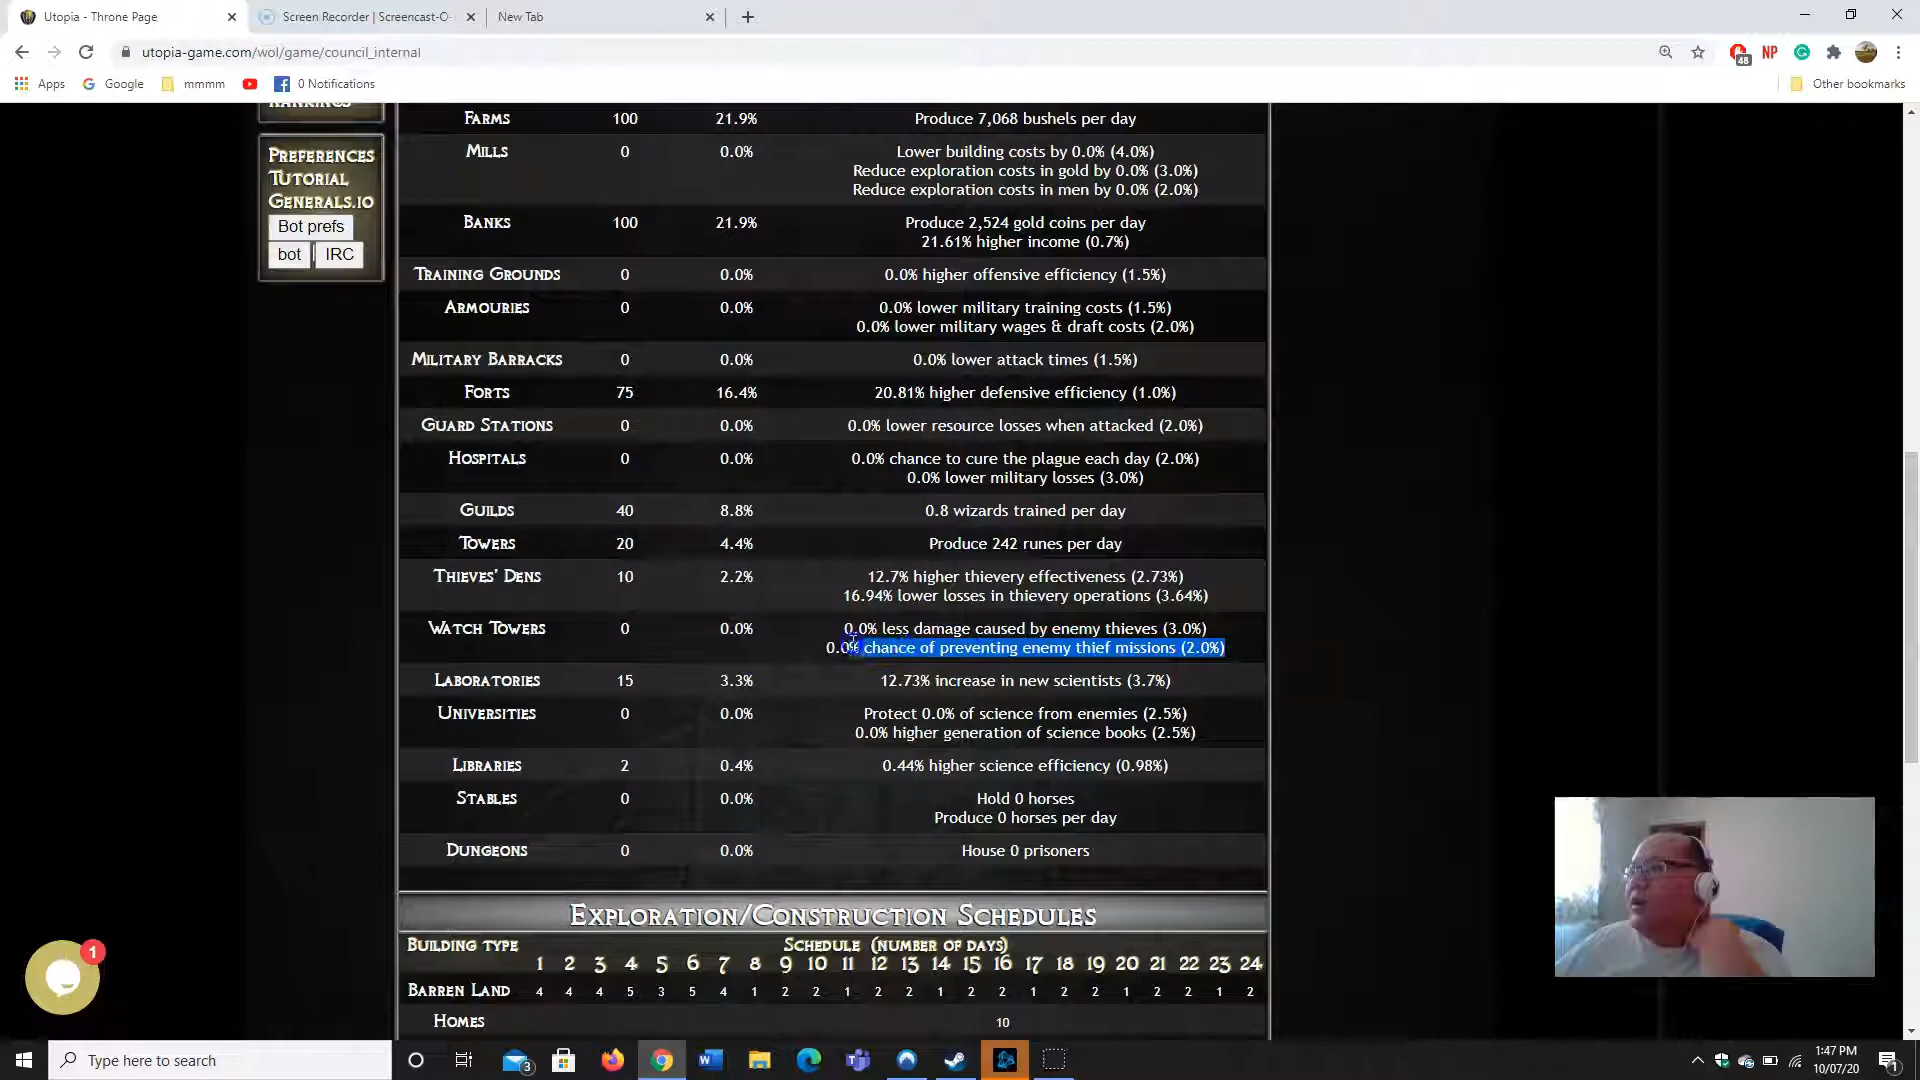 Utopia - Throne Page
Screen Recorder | Screencast-O-
New Tab
utopia-game.com/wol/game/council_internal
48
NP
Apps
Google
mmmm
0 Notifications
Other bookmarks
Rankings
Preferences
Tutorial
Generals.io
Bot prefs
bot
IRC
Farms 100 21.9% Produce 7,068 bushels per day
Mills 0 0.0% Lower building costs by 0.0% (4.0%)
Reduce exploration costs in gold by 0.0% (3.0%)
Reduce exploration costs in men by 0.0% (2.0%)
Banks 100 21.9% Produce 2,524 gold coins per day
21.61% higher income (0.7%)
Training Grounds 0 0.0% 0.0% higher offensive efficiency (1.5%)
Armouries 0 0.0% 0.0% lower military training costs (1.5%)
0.0% lower military wages & draft costs (2.0%)
Military Barracks 0 0.0% 0.0% lower attack times (1.5%)
Forts 75 16.4% 20.81% higher defensive efficiency (1.0%)
Guard Stations 0 0.0% 0.0% lower resource losses when attacked (2.0%)
Hospitals 0 0.0% 0.0% chance to cure the plague each day (2.0%)
0.0% lower military losses (3.0%)
Guilds 40 8.8% 0.8 wizards trained per day
Towers 20 4.4% Produce 242 runes per day
Thieves' Dens 10 2.2% 12.7% higher thievery effectiveness (2.73%)
16.94% lower losses in thievery operations (3.64%)
Watch Towers 0 0.0% 0.0% less damage caused by enemy thieves (3.0%)
0.0% chance of preventing enemy thief missions (2.0%)
Laboratories 15 3.3% 12.73% increase in new scientists (3.7%)
Universities 0 0.0% Protect 0.0% of science from enemies (2.5%)
0.0% higher generation of science books (2.5%)
Libraries 2 0.4% 0.44% higher science efficiency (0.98%)
Stables 0 0.0% Hold 0 horses
Produce 0 horses per day
Dungeons 0 0.0% House 0 prisoners
Exploration/Construction Schedules
Building type Schedule (number of days)
1 2 3 4 5 6 7 8 9 10 11 12 13 14 15 16 17 18 19 20 21 22 23 24
Barren Land 4 4 4 5 3 5 4 1 2 2 1 2 2 1 2 2 1 2 2 1 2 2 1 2
Homes 10
1
Type here to search
3
1:47 PM
10/07/20
1